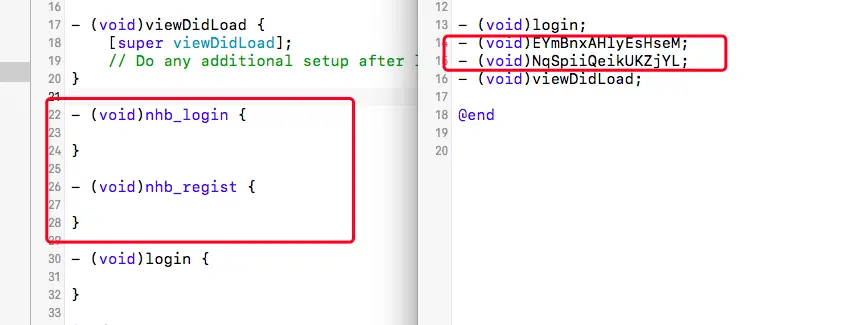 16
17 - (void)viewDidLoad {
18 [super viewDidLoad];
19 // Do any additional setup after
20 }
21
22 - (void)nhb_login {
23
24 }
25
26 - (void)nhb_regist {
27
28 }
29
30 - (void)login {
31
32 }
33
12
13 - (void)login;
14 - (void)EYmBnxAHlyEsHseM;
15 - (void)NqSpiiQeikUKZjYL;
16 - (void)viewDidLoad;
17
18 @end
19
20